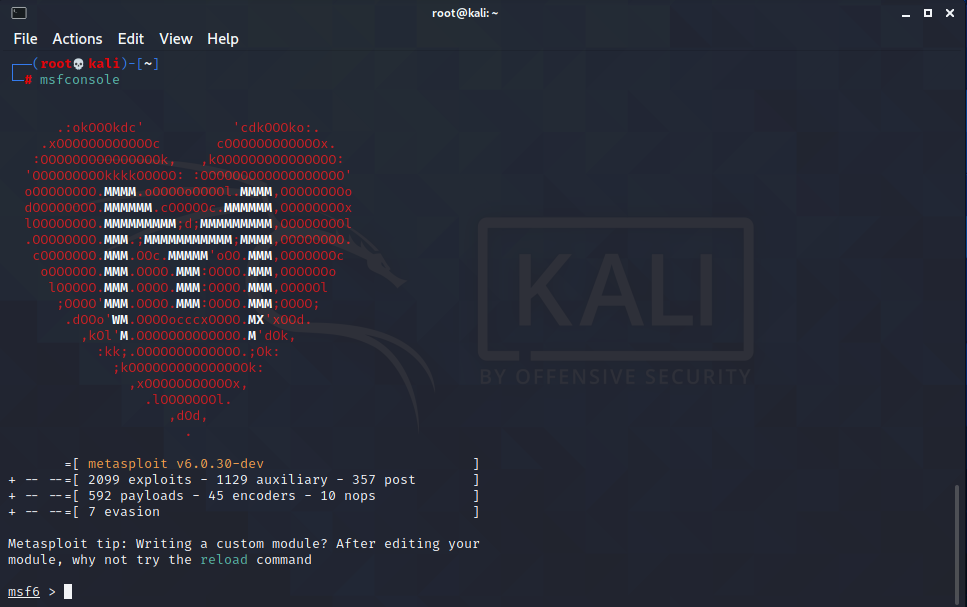 root@kali: ~
File Actions Edit View Help
┌──(root💀kali)-[~]
└─# msfconsole
.:okOOOkdc'           'cdkOOOko:.
.xOOOOOOOOOOOOc       cOOOOOOOOOOOOx.
:OOOOOOOOOOOOOOOk,   ,kOOOOOOOOOOOOOOO:
'OOOOOOOOOkkkkOOOOO: :OOOOOOOOOOOOOOOOOO'
oOOOOOOOO.MMMM.oOOOOoOOOOl.MMMM,OOOOOOOOo
dOOOOOOOO.MMMMMM.cOOOOOc.MMMMMM,OOOOOOOOx
lOOOOOOOO.MMMMMMMMM;d;MMMMMMMMM,OOOOOOOOl
.OOOOOOOO.MMM.;MMMMMMMMMMM;MMMM,OOOOOOOO.
cOOOOOOO.MMM.OOc.MMMMM'oOO.MMM,OOOOOOOc
oOOOOOO.MMM.OOOO.MMM:OOOO.MMM,OOOOOOo
lOOOOO.MMM.OOOO.MMM:OOOO.MMM,OOOOOl
;OOOO'MMM.OOOO.MMM:OOOO.MMM;OOOO;
.dOOo'WM.OOOOocccxOOOO.MX'xOOd.
,kOl'M.OOOOOOOOOOOOO.M'dOk,
:kk;.OOOOOOOOOOOOO.;Ok:
;kOOOOOOOOOOOOOOOk:
,xOOOOOOOOOOOx,
.lOOOOOOOl.
,dOd,
.
KALI
BY OFFENSIVE SECURITY
=[ metasploit v6.0.30-dev ]
+ -- --=[ 2099 exploits - 1129 auxiliary - 357 post ]
+ -- --=[ 592 payloads - 45 encoders - 10 nops ]
+ -- --=[ 7 evasion ]
Metasploit tip: Writing a custom module? After editing your
module, why not try the reload command
msf6 >